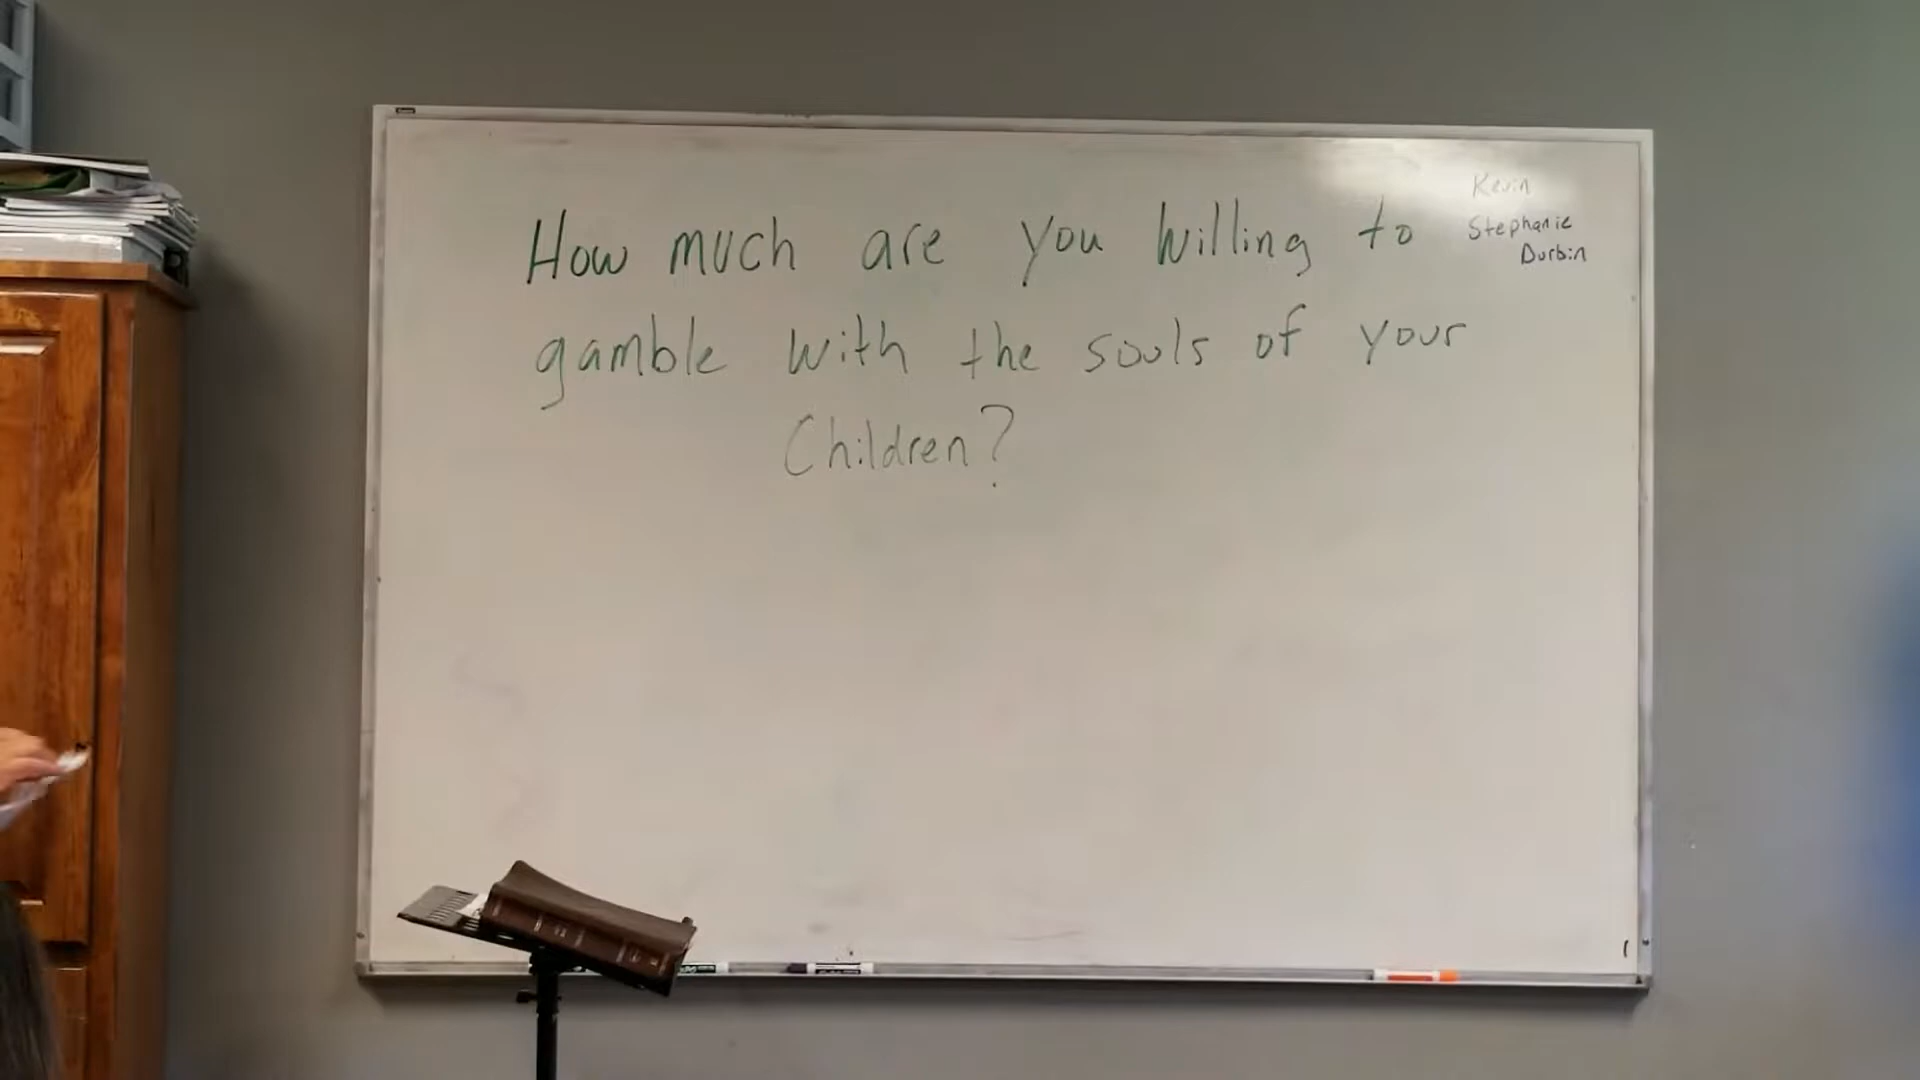 How much are you willing to
gamble with the souls of your
Children?
Kevin
Stephanie
Durbin